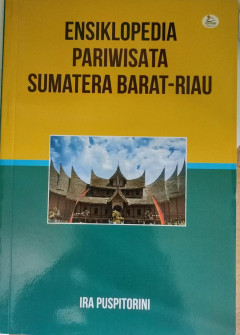 ENSIKLOPEDIA
PARIWISATA
SUMATERA BARAT-RIAU
IRA PUSPITORINI